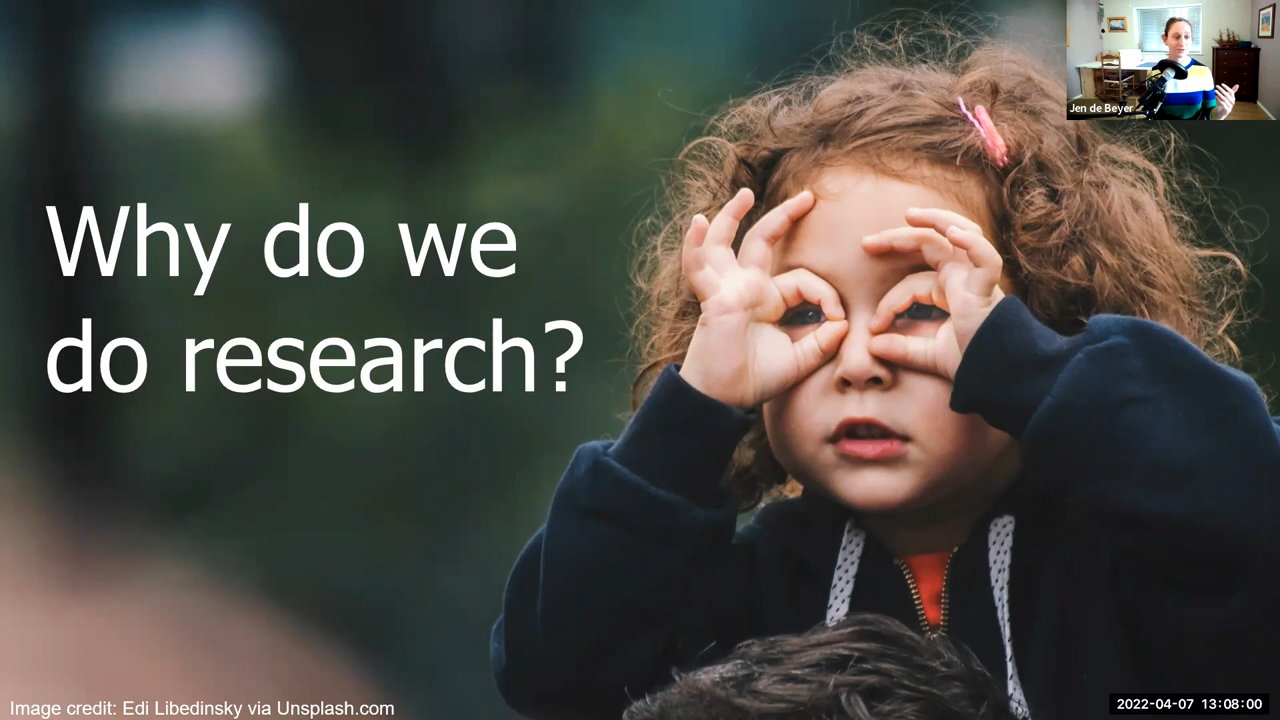 Jen de Beyer
Why do we
do research?
Image credit: Edi Libedinsky via Unsplash.com
2022-04-07 13:08:00